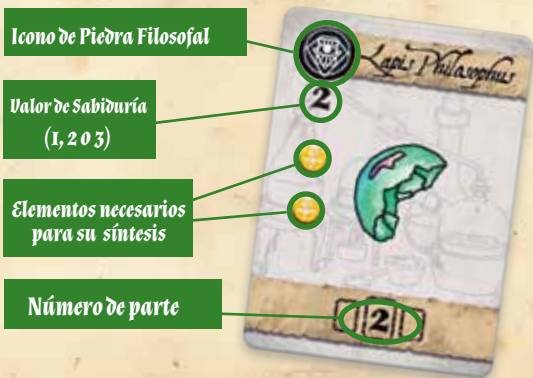 Icono de Piedra Filosofal
Lapis Philosophus
Valor de Sabiduría
(1, 2 o 3)
2
Elementos necesarios
para su síntesis
Número de parte
2